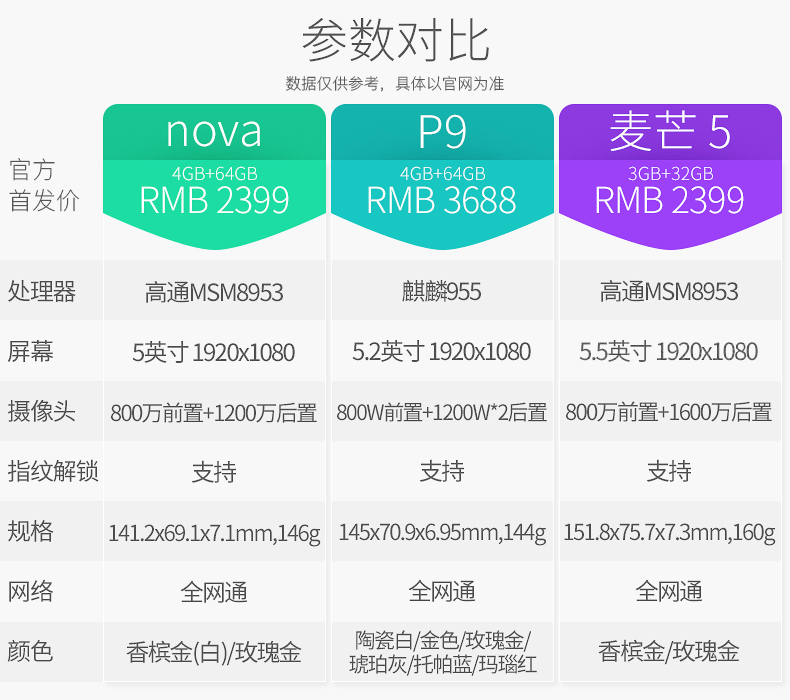 参数对比
数据仅供参考，具体以官网为准
nova P9 麦芒 5
官方
首发价
4GB+64GB 4GB+64GB 3GB+32GB
RMB 2399 RMB 3688 RMB 2399
处理器 高通MSM8953 麒麟955 高通MSM8953
屏幕 5英寸 1920x1080 5.2英寸 1920x1080 5.5英寸 1920x1080
摄像头 800万前置+1200万后置 800W前置+1200W*2后置 800万前置+1600万后置
指纹解锁 支持 支持 支持
规格 141.2x69.1x7.1mm,146g 145x70.9x6.95mm,144g 151.8x75.7x7.3mm,160g
网络 全网通 全网通 全网通
颜色 香槟金(白)/玫瑰金 陶瓷白/金色/玫瑰金/ 香槟金/玫瑰金
琥珀灰/托帕蓝/玛瑙红